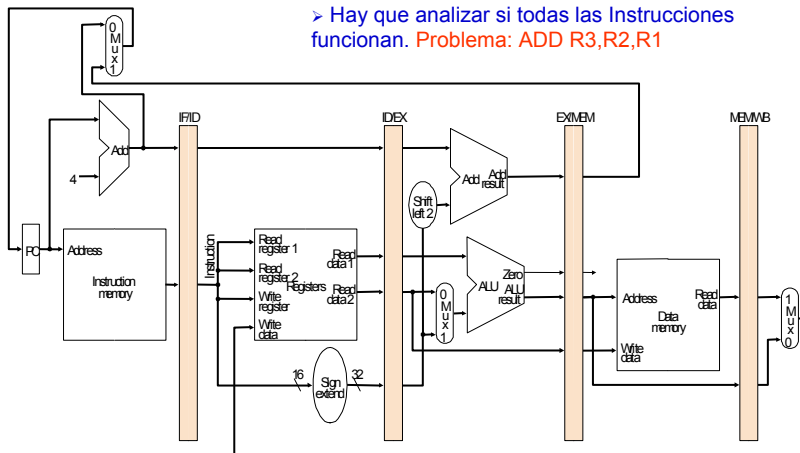 ➢ Hay que analizar si todas las Instrucciones
funcionan. Problema: ADD R3,R2,R1
0
M
u
x
1
IF/ID
ID/EX
EX/MEM
MEM/WB
Add
4
Add
Add
result
Shift
left 2
PC
Address
Instruction
memory
Instruction
Read
register 1
Read
register 2
Write
register
Write
data
Registers
Read
data 1
Read
data 2
0
M
u
x
1
Zero
ALU
ALU
result
Address
Read
data
Data
memory
Write
data
1
M
u
x
0
16
Sign
extend
32